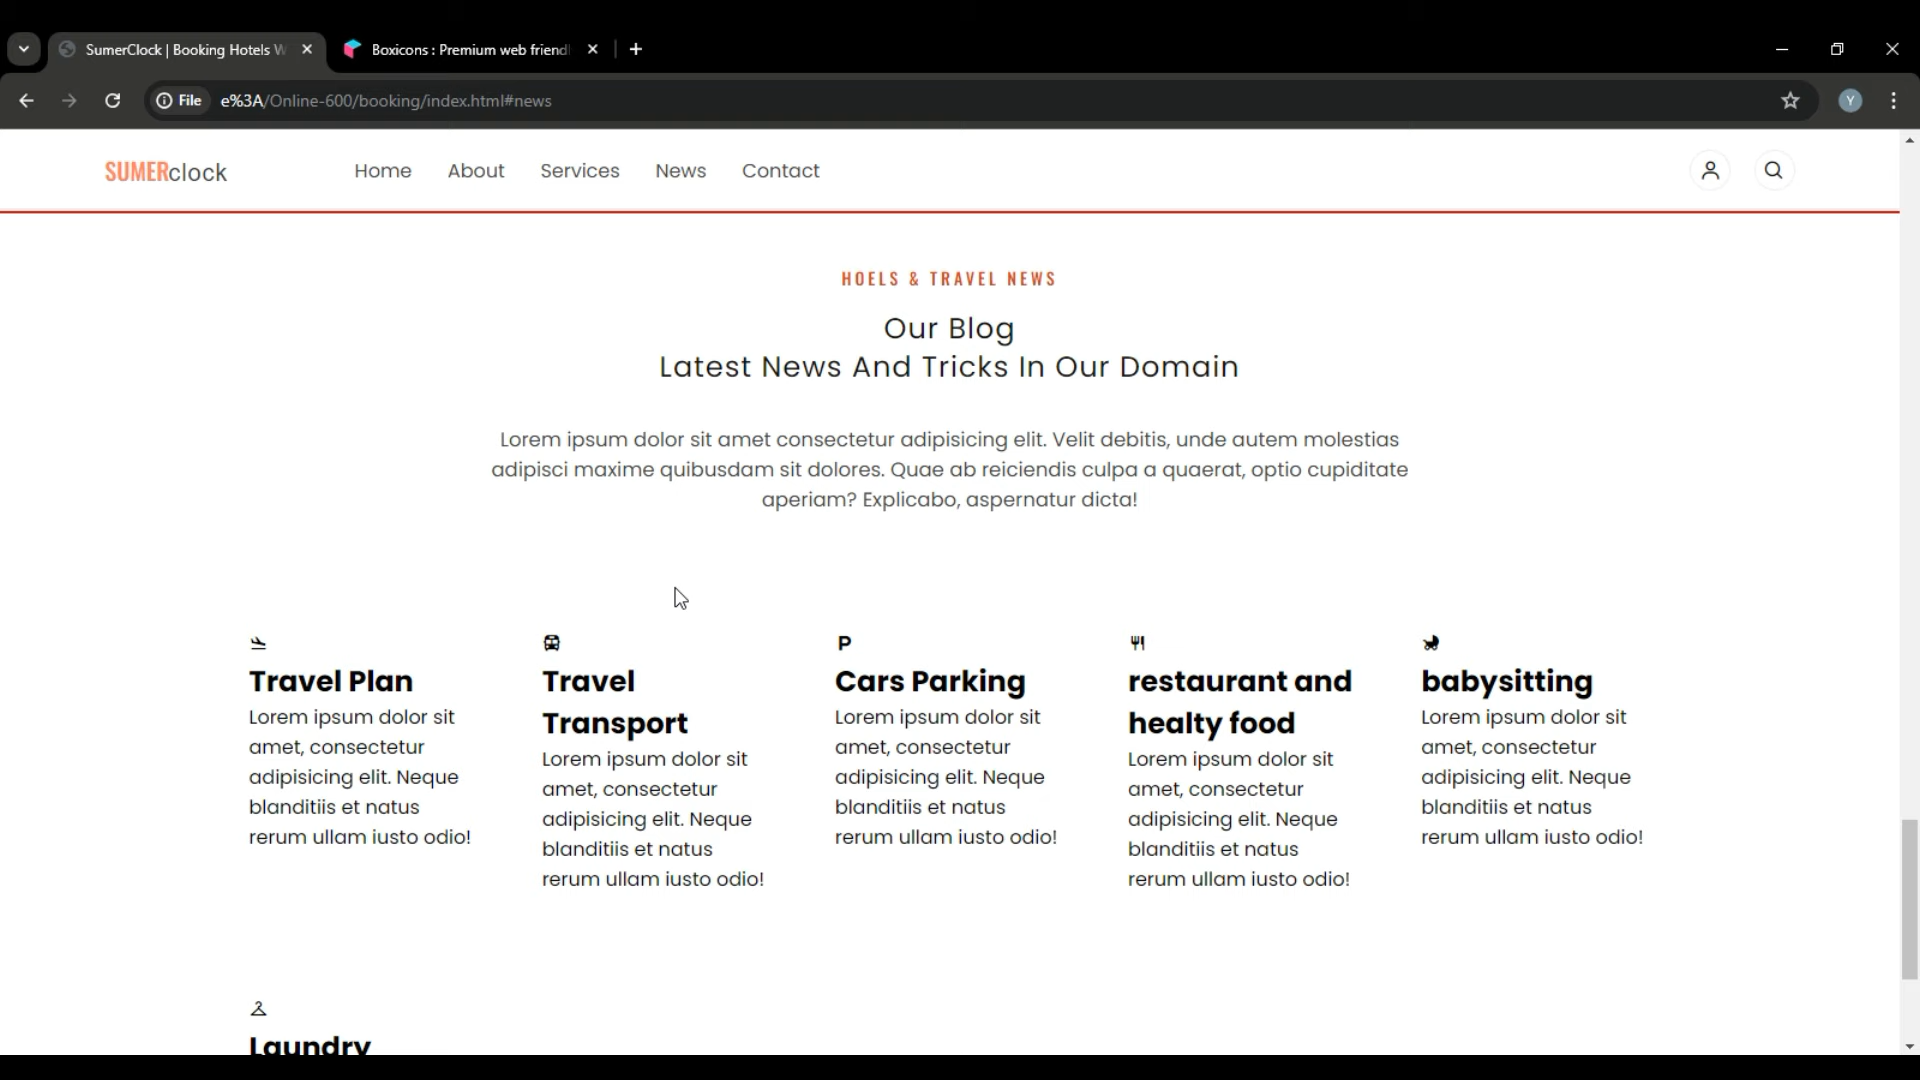 SumerClock | Booking Hotels W
Boxicons : Premium web friend
File e%3A/Online-600/booking/index.html#news
Y
SUMERclock
Home About Services News Contact
HOELS & TRAVEL NEWS
Our Blog
Latest News And Tricks In Our Domain
Lorem ipsum dolor sit amet consectetur adipisicing elit. Velit debitis, unde autem molestias
adipisci maxime quibusdam sit dolores. Quae ab reiciendis culpa a quaerat, optio cupiditate
aperiam? Explicabo, aspernatur dicta!
Travel Plan
Lorem ipsum dolor sit
amet, consectetur
adipisicing elit. Neque
blanditiis et natus
rerum ullam iusto odio!
Travel
Transport
Lorem ipsum dolor sit
amet, consectetur
adipisicing elit. Neque
blanditiis et natus
rerum ullam iusto odio!
P
Cars Parking
Lorem ipsum dolor sit
amet, consectetur
adipisicing elit. Neque
blanditiis et natus
rerum ullam iusto odio!
restaurant and
healty food
Lorem ipsum dolor sit
amet, consectetur
adipisicing elit. Neque
blanditiis et natus
rerum ullam iusto odio!
babysitting
Lorem ipsum dolor sit
amet, consectetur
adipisicing elit. Neque
blanditiis et natus
rerum ullam iusto odio!
Laundry